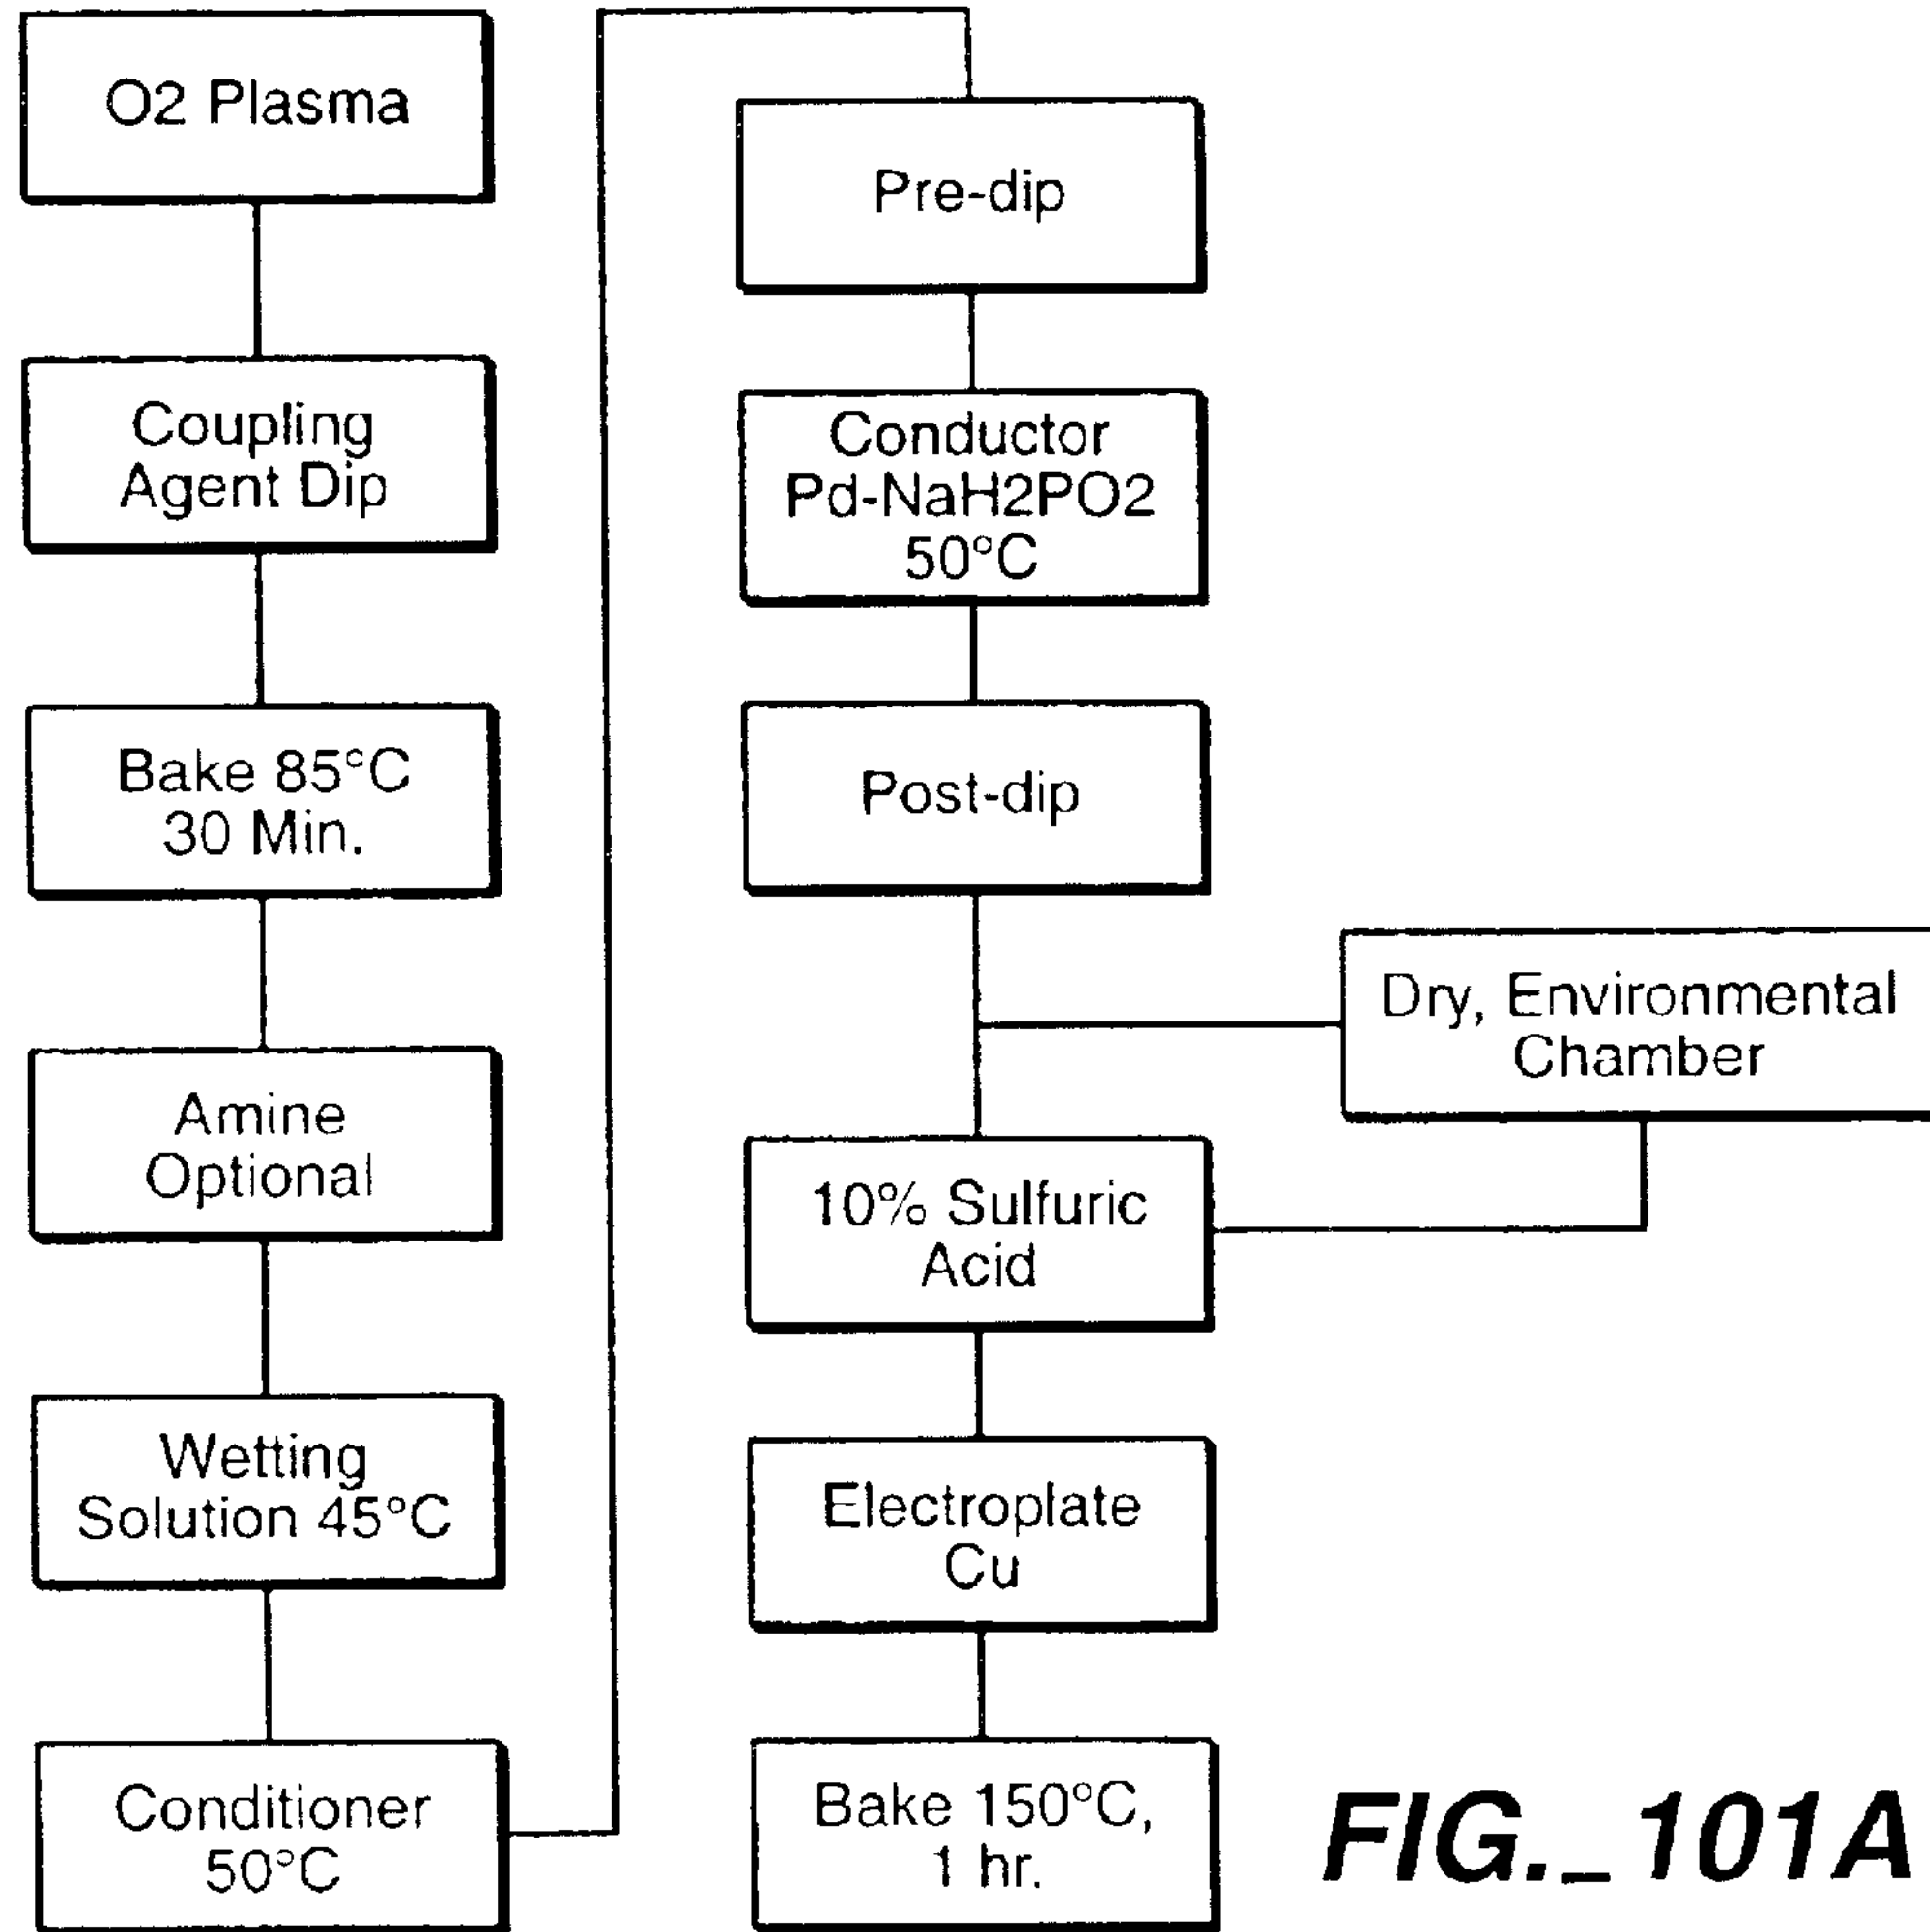 O2 Plasma
Coupling
Agent Dip
Bake 85°C
30 Min.
Amine
Optional
Wetting
Solution 45°C
Conditioner
50°C
Pre-dip
Conductor
Pd-NaH2PO2
50°C
Post-dip
Dry, Environmental
Chamber
10% Sulfuric
Acid
Electroplate
Cu
Bake 150°C,
1 hr.
FIG._101A